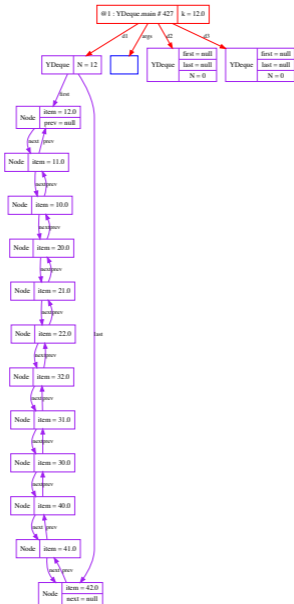 @1 : YDeque.main # 427 k = 12.0
d1 args d2 d3
YDeque N = 12
YDeque first = null last = null N = 0
YDeque first = null last = null N = 0
first
Node item = 12.0 prev = null
next prev
Node item = 11.0
next prev
Node item = 10.0
next prev
Node item = 20.0
next prev
Node item = 21.0
next prev
Node item = 22.0
last
next prev
Node item = 32.0
next prev
Node item = 31.0
next prev
Node item = 30.0
next prev
Node item = 40.0
next prev
Node item = 41.0
next prev
Node item = 42.0 next = null